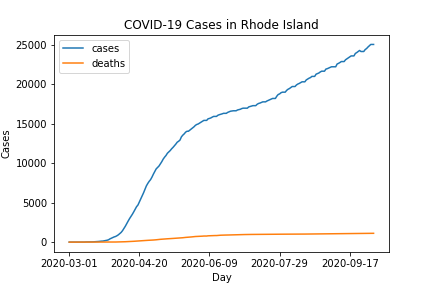 COVID-19 Cases in Rhode Island
cases
deaths
25000
20000
15000
10000
5000
0
Cases
2020-03-01 2020-04-20 2020-06-09 2020-07-29 2020-09-17
Day